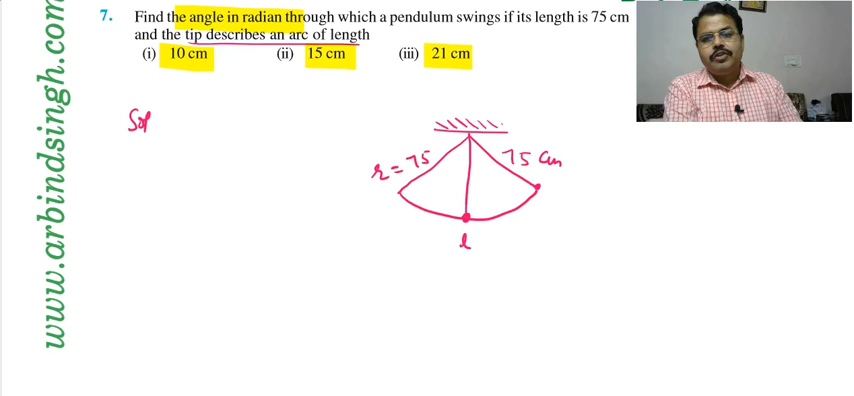 7. Find the angle in radian through which a pendulum swings if its length is 75 cm
and the tip describes an arc of length
(i) 10 cm (ii) 15 cm (iii) 21 cm
www.arbindsingh.com
Sol
r = 75
75 cm
l